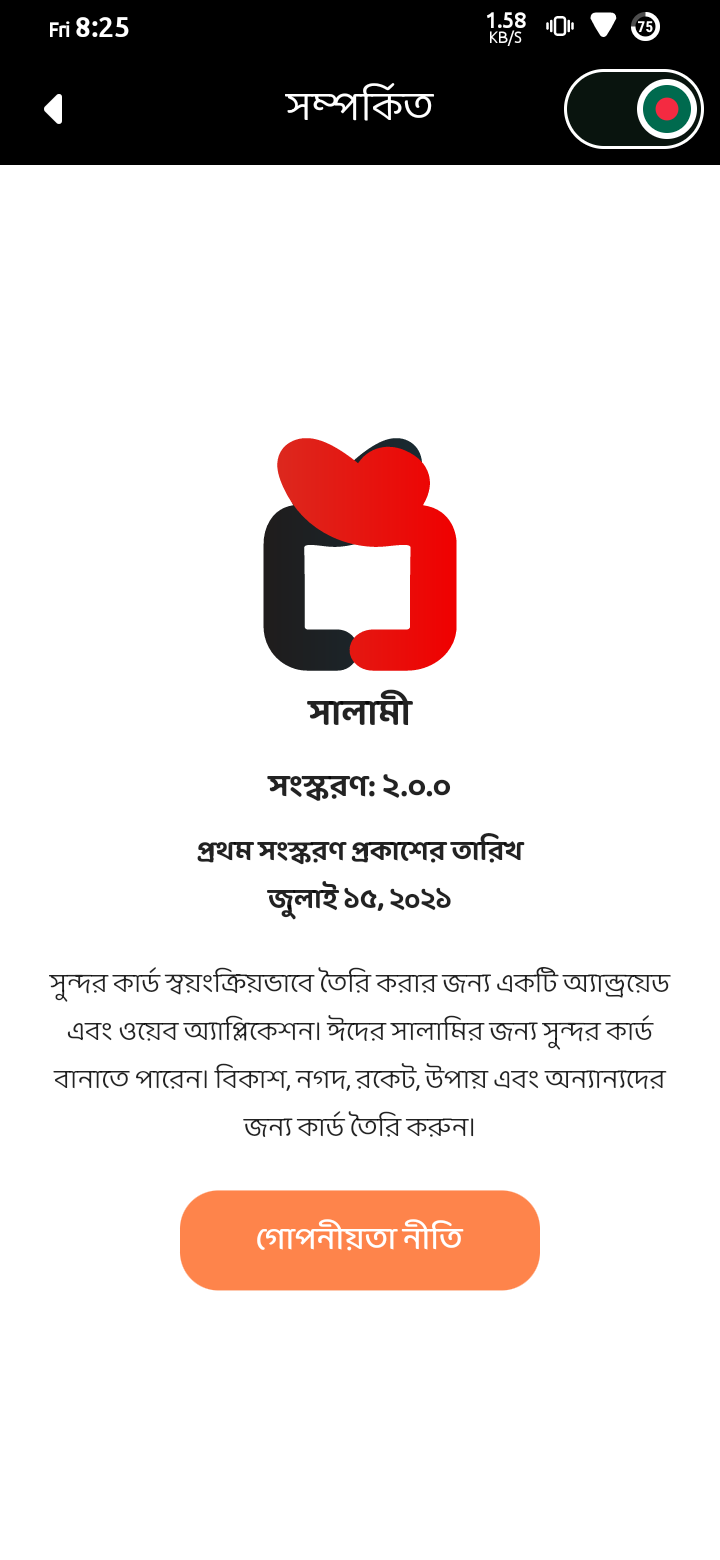 Fri 8:25
1.58
KB/S
75
সম্পর্কিত
সালামী
সংস্করণ: ২.০.০
প্রথম সংস্করণ প্রকাশের তারিখ
জুলাই ১৫, ২০২১
সুন্দর কার্ড স্বয়ংক্রিয়ভাবে তৈরি করার জন্য একটি অ্যান্ড্রয়েড
এবং ওয়েব অ্যাপ্লিকেশন। ঈদের সালামির জন্য সুন্দর কার্ড
বানাতে পারেন। বিকাশ, নগদ, রকেট, উপায় এবং অন্যান্যদের
জন্য কার্ড তৈরি করুন।
গোপনীয়তা নীতি